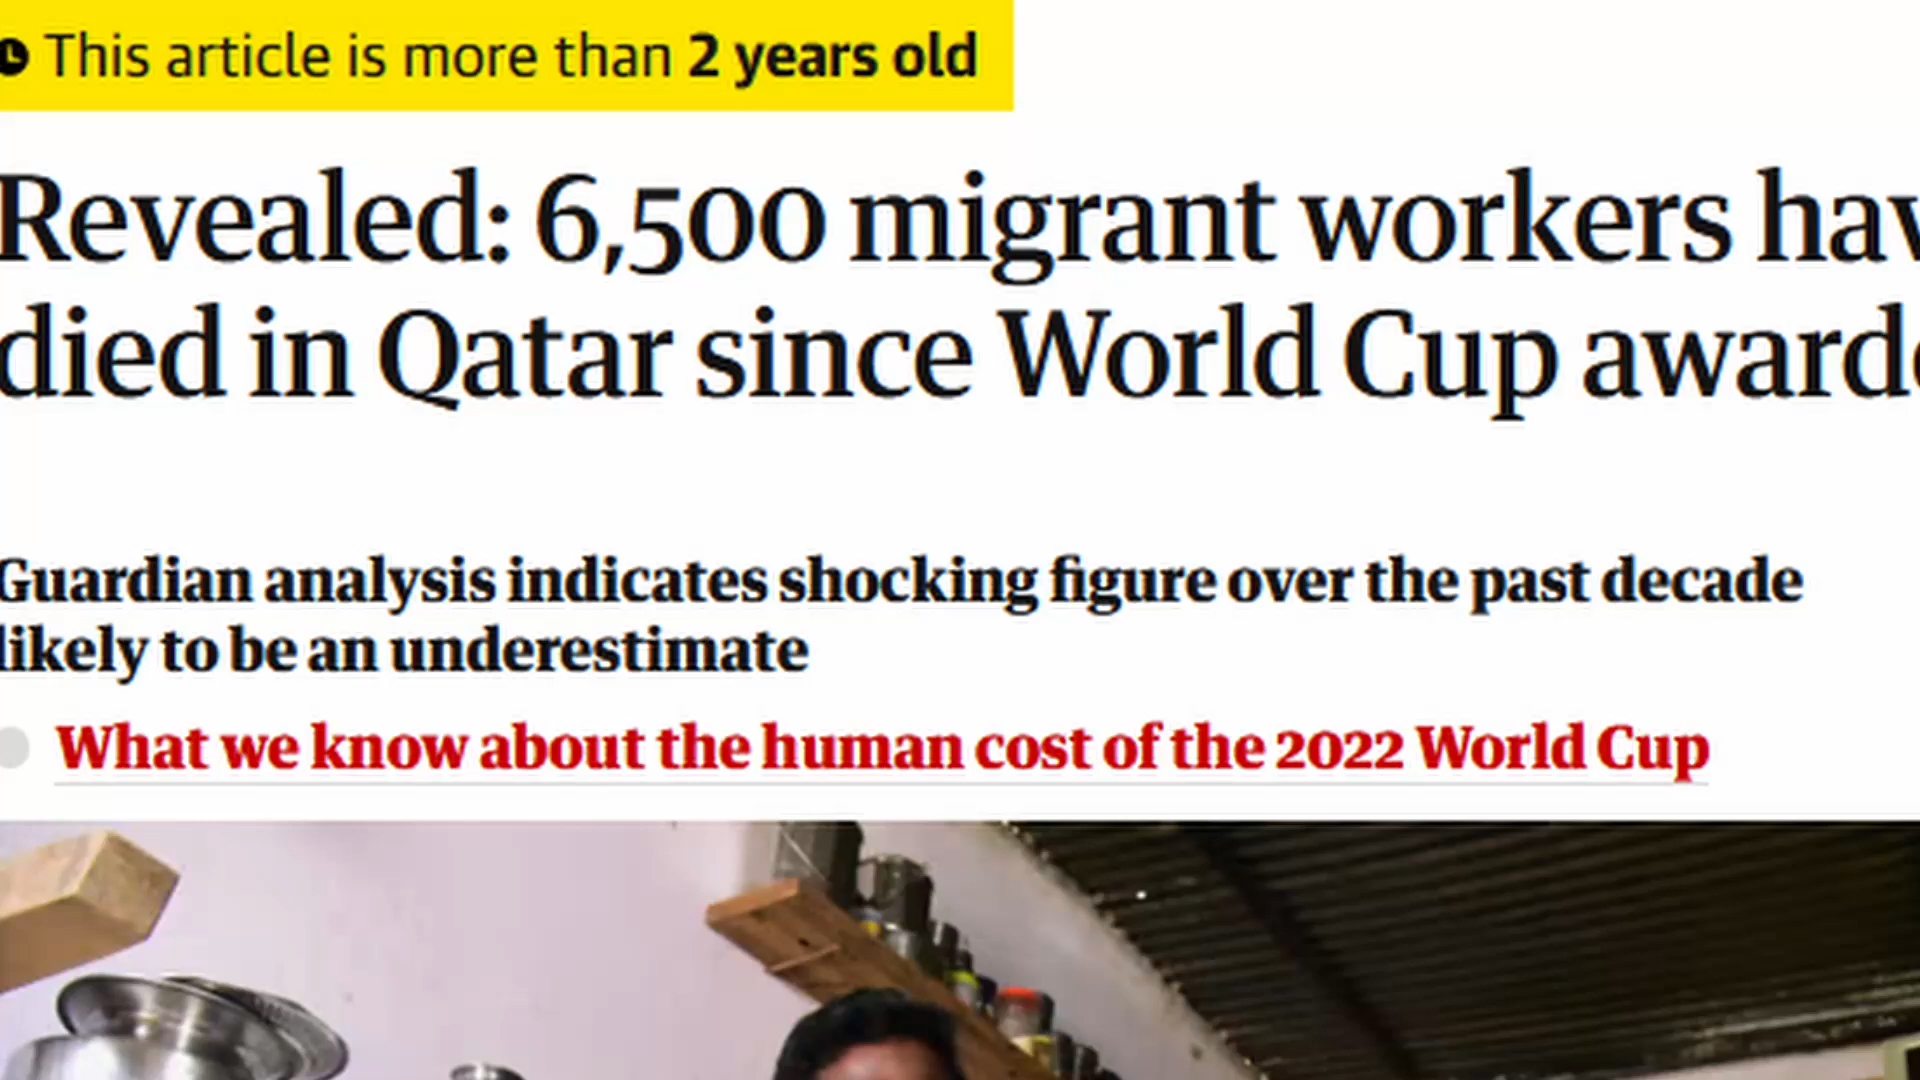 This article is more than 2 years old
Revealed: 6,500 migrant workers
died in Qatar since World Cup
Guardian analysis indicates shocking figure over the past decade
likely to be an underestimate
What we know about the human cost of the 2022 World Cup